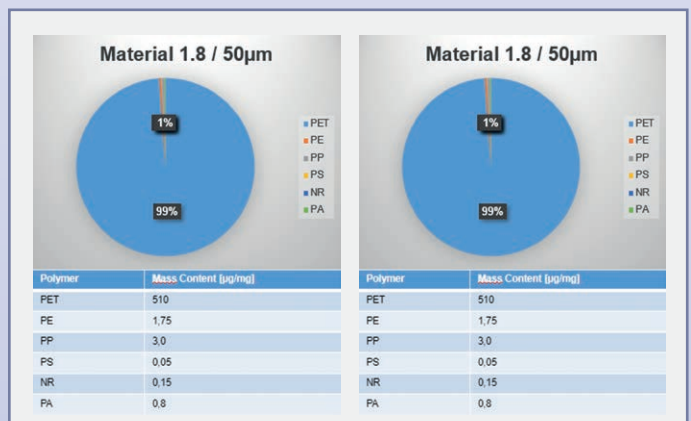 Material 1.8 / 50µm
1%
99%
PET
PE
PP
PS
NR
PA
Polymer Mass Content [µg/mg]
PET 510
PE 1,75
PP 3,0
PS 0,05
NR 0,15
PA 0,8
Material 1.8 / 50µm
1%
99%
PET
PE
PP
PS
NR
PA
Polymer Mass Content [µg/mg]
PET 510
PE 1,75
PP 3,0
PS 0,05
NR 0,15
PA 0,8